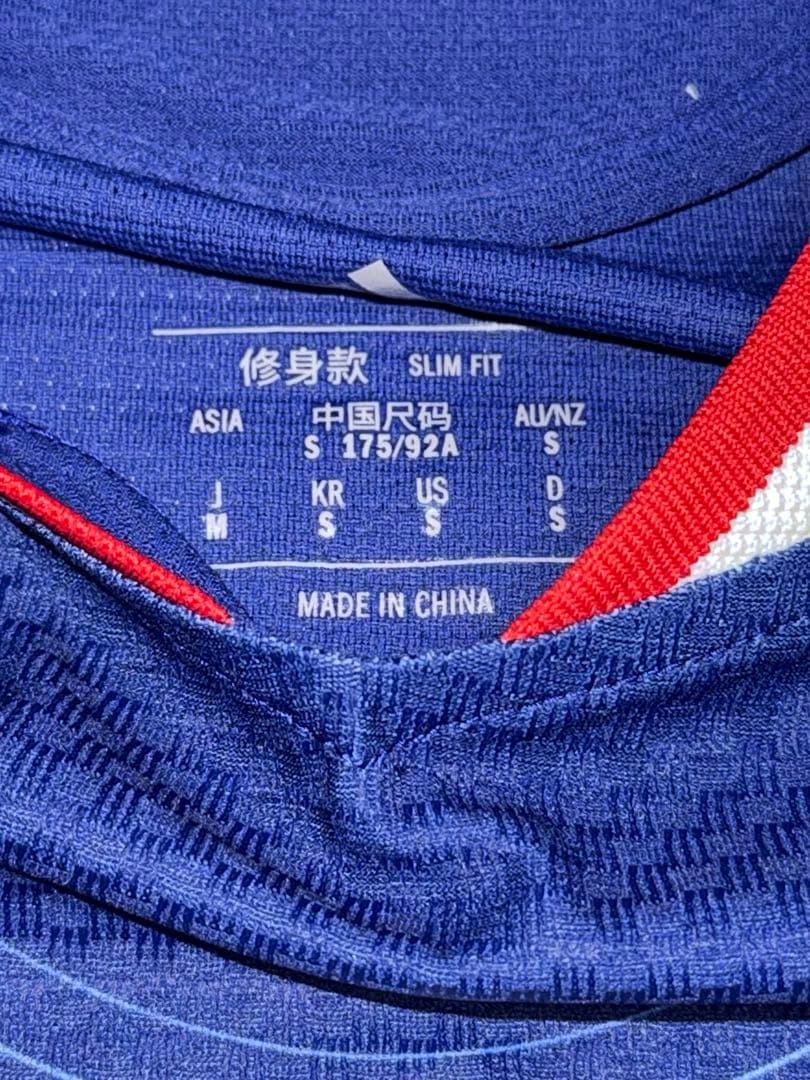 修身款 SLIM FIT
ASIA 中国尺码 AU/NZ
S 175/92A S
J KR US D
M S S S
MADE IN CHINA